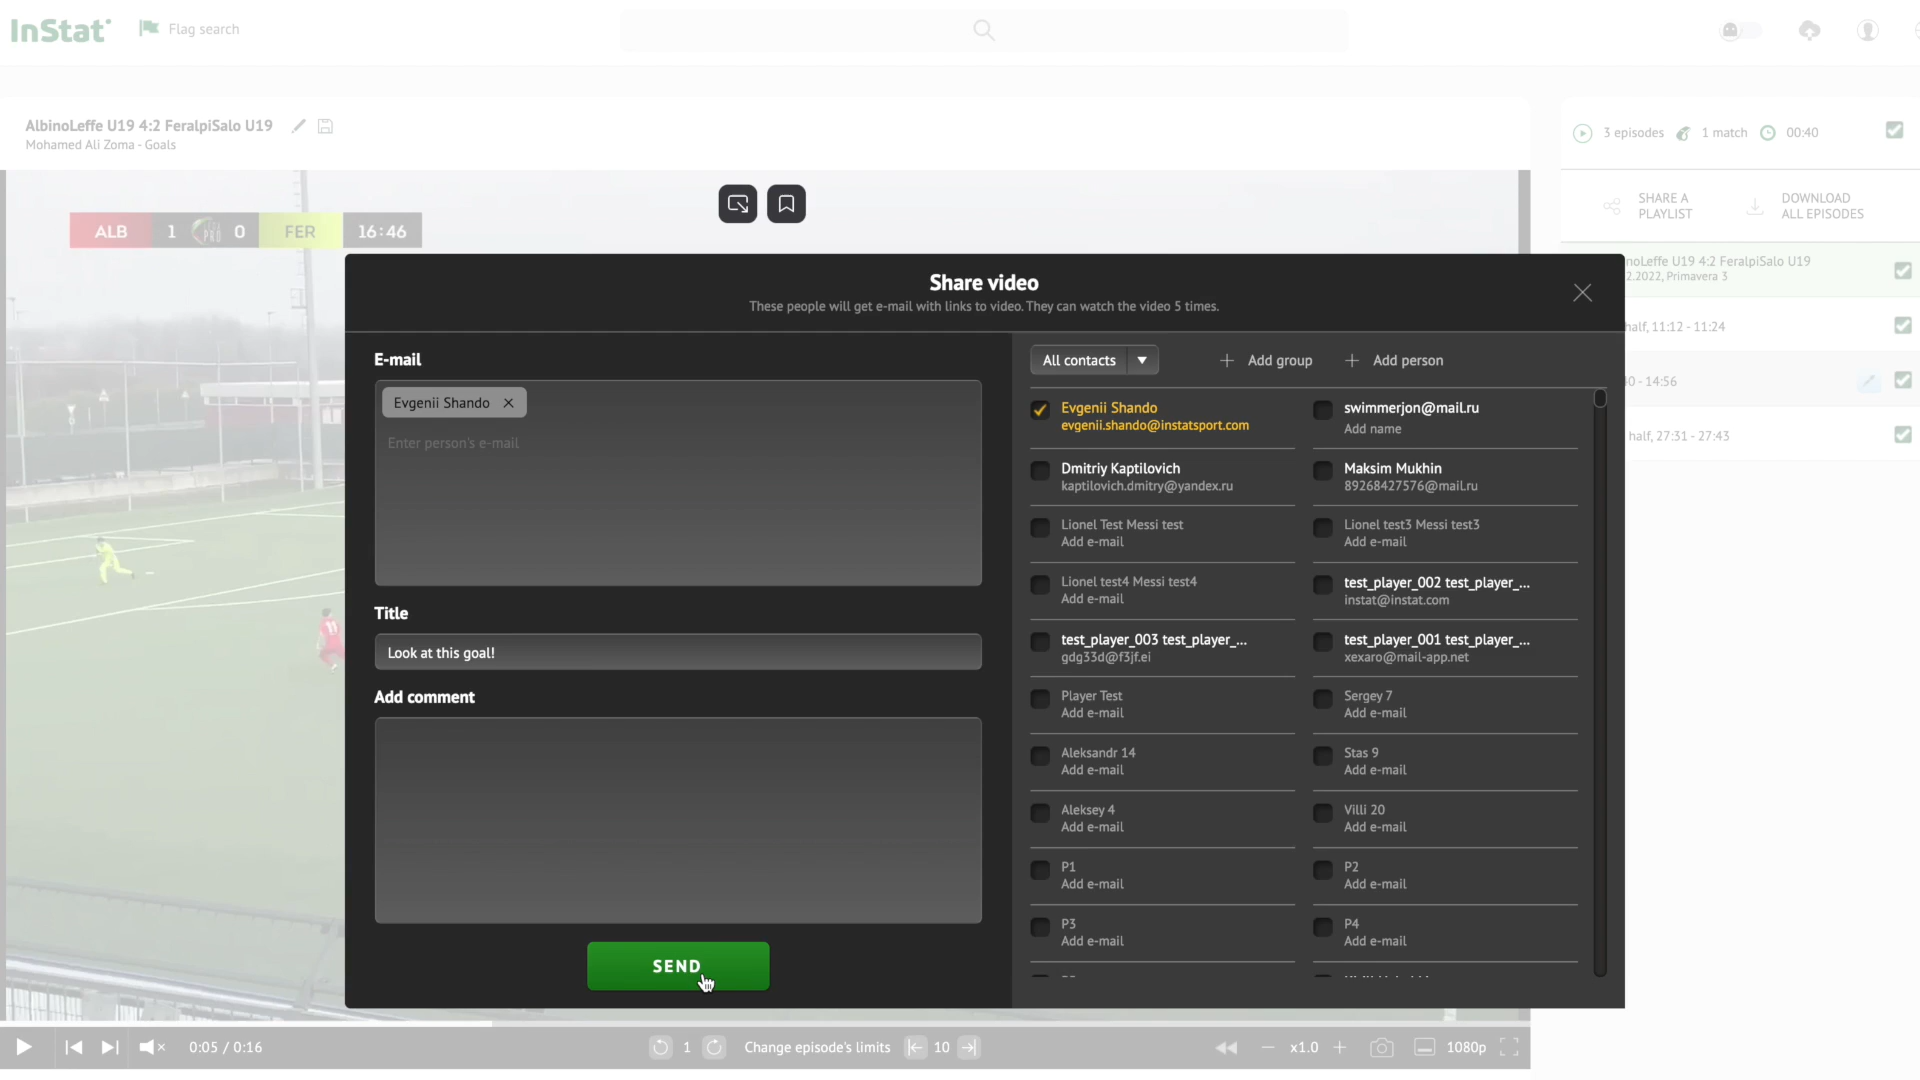 InStat
Flag search
AlbinoLeffe U19 4:2 FeralpiSalo U19
Mohamed Ali Zoma - Goals
3 episodes 1 match 00:40
SHARE A PLAYLIST
DOWNLOAD ALL EPISODES
ALB 1 0 FER 16:46
noLeffe U19 4:2 FeralpiSalo U19
2.2022, Primavera 3
half, 11:12 - 11:24
0 - 14:56
half, 27:31 - 27:43
Share video
These people will get e-mail with links to video. They can watch the video 5 times.
E-mail
Evgenii Shando
Enter person's e-mail
Title
Look at this goal!
Add comment
SEND
All contacts
Add group
Add person
Evgenii Shando
evgenii.shando@instatsport.com
swimmerjon@mail.ru
Add name
Dmitriy Kaptilovich
kaptilovich.dmitry@yandex.ru
Maksim Mukhin
89268427576@mail.ru
Lionel Test Messi test
Add e-mail
Lionel test3 Messi test3
Add e-mail
Lionel test4 Messi test4
Add e-mail
test_player_002 test_player_...
instat@instat.com
test_player_003 test_player_...
gdg33d@f3jf.ei
test_player_001 test_player_...
xexaro@mail-app.net
Player Test
Add e-mail
Sergey 7
Add e-mail
Aleksandr 14
Add e-mail
Stas 9
Add e-mail
Aleksey 4
Add e-mail
Villi 20
Add e-mail
P1
Add e-mail
P2
Add e-mail
P3
Add e-mail
P4
Add e-mail
0:05 / 0:16
1
Change episode's limits
10
x1.0
1080p